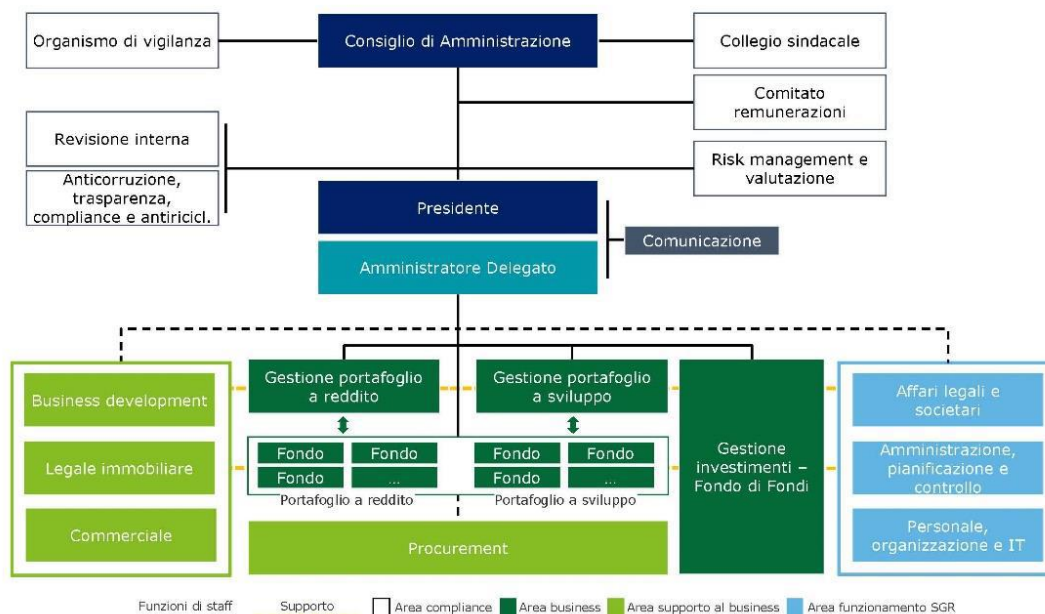 Organismo di vigilanza
Consiglio di Amministrazione
Collegio sindacale
Comitato
remunerazioni
Revisione interna
Risk management e
valutazione
Anticorruzione,
trasparenza,
compliance e antiricicl.
Presidente
Comunicazione
Amministratore Delegato
Business development
Legale immobiliare
Commerciale
Gestione portafoglio
a reddito
Gestione portafoglio
a sviluppo
Fondo Fondo
Fondo ...
Portafoglio a reddito
Fondo Fondo
Fondo ...
Portafoglio a sviluppo
Procurement
Gestione
investimenti –
Fondo di Fondi
Affari legali e
societari
Amministrazione,
pianificazione e
controllo
Personale,
organizzazione e IT
Funzioni di staff Supporto Area compliance Area business Area supporto al business Area funzionamento SGR